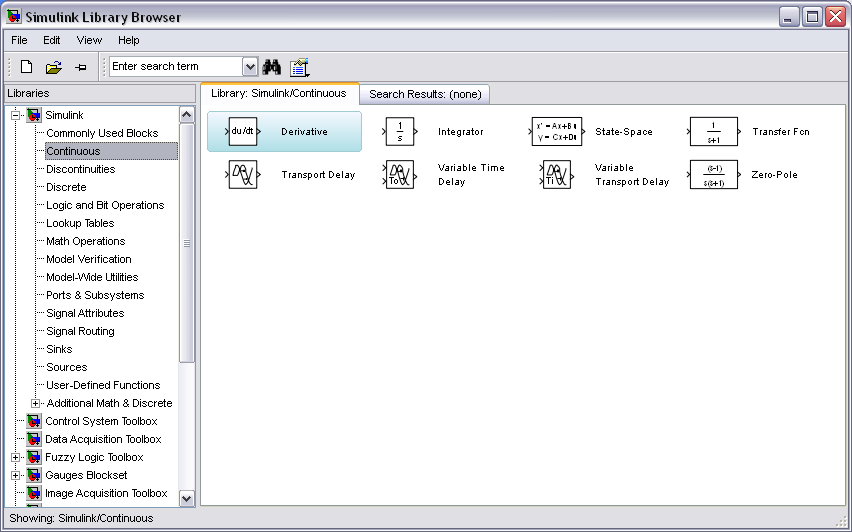 Simulink Library Browser
File Edit View Help
Enter search term
Libraries
Library: Simulink/Continuous Search Results: (none)
Simulink
Commonly Used Blocks
Continuous
Discontinuities
Discrete
Logic and Bit Operations
Lookup Tables
Math Operations
Model Verification
Model-Wide Utilities
Ports & Subsystems
Signal Attributes
Signal Routing
Sinks
Sources
User-Defined Functions
Additional Math & Discrete
Control System Toolbox
Data Acquisition Toolbox
Fuzzy Logic Toolbox
Gauges Blockset
Image Acquisition Toolbox
du/dt Derivative
1
s
Integrator
x' = Ax+Bu
y = Cx+Du
State-Space
1
s+1
Transfer Fcn
Transport Delay
To
Variable Time
Delay
Ti
Variable
Transport Delay
(s-1)
s(s+1)
Zero-Pole
Showing: Simulink/Continuous